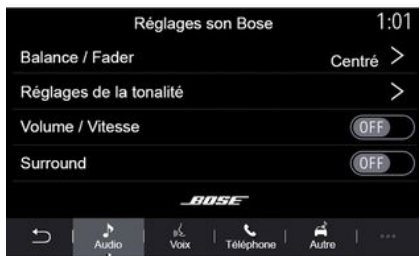 Réglages son Bose 1:01
Balance / Fader Centré >
Réglages de la tonalité >
Volume / Vitesse OFF
Surround OFF
BOSE
Audio Voix Téléphone Autre ...